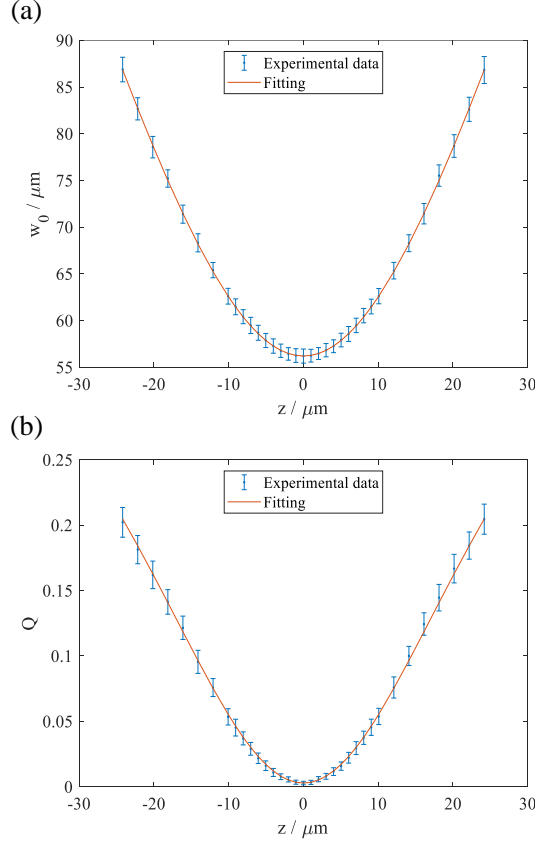 (a)
90
85
80
75
70
65
60
55
w0 / μm
Experimental data
Fitting
-30 -20 -10 0 10 20 30
z / μm
(b)
0.25
0.2
0.15
0.1
0.05
0
Q
Experimental data
Fitting
-30 -20 -10 0 10 20 30
z / μm